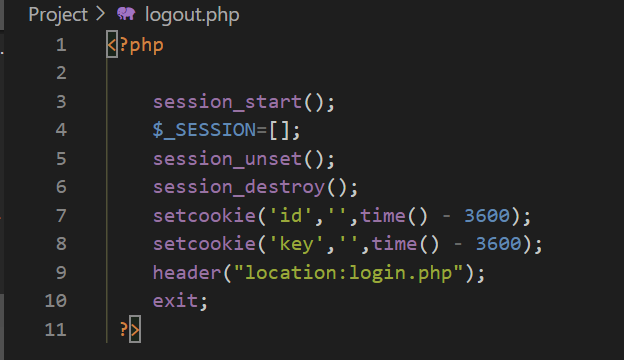 Project > logout.php
1 <?php
2
3 session_start();
4 $_SESSION=[];
5 session_unset();
6 session_destroy();
7 setcookie('id','',time() - 3600);
8 setcookie('key','',time() - 3600);
9 header("location:login.php");
10 exit;
11 ?>